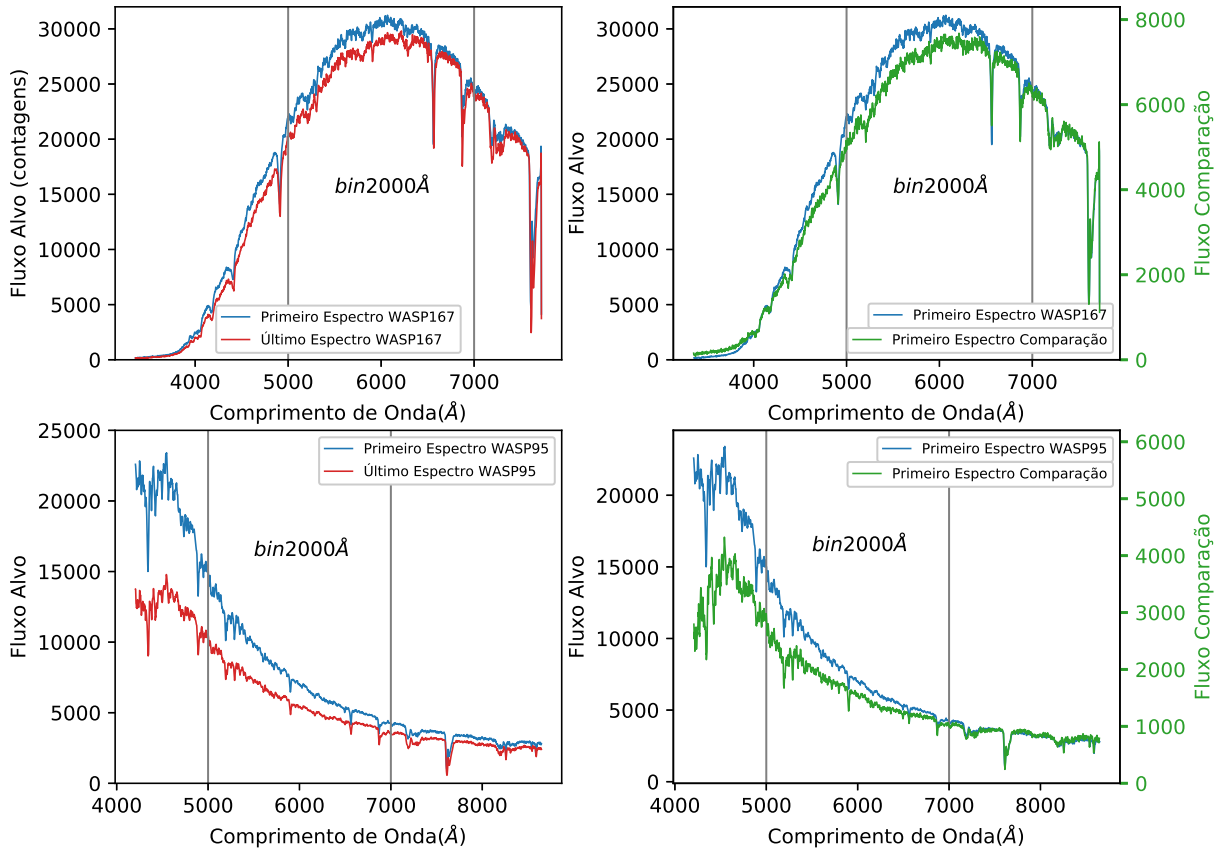 Fluxo Alvo (contagens)
30000
25000
20000
15000
10000
5000
0
bin2000Å
Primeiro Espectro WASP167
Último Espectro WASP167
4000 5000 6000 7000
Comprimento de Onda(Å)
Fluxo Alvo
30000
25000
20000
15000
10000
5000
0
bin2000Å
Primeiro Espectro WASP167
Primeiro Espectro Comparação
8000
6000
4000
2000
0
Fluxo Comparação
4000 5000 6000 7000
Comprimento de Onda(Å)
Fluxo Alvo
25000
20000
15000
10000
5000
0
Primeiro Espectro WASP95
Último Espectro WASP95
bin2000Å
4000 5000 6000 7000 8000
Comprimento de Onda(Å)
Fluxo Alvo
20000
15000
10000
5000
0
Primeiro Espectro WASP95
Primeiro Espectro Comparação
bin2000Å
6000
5000
4000
3000
2000
1000
0
Fluxo Comparação
4000 5000 6000 7000 8000
Comprimento de Onda(Å)